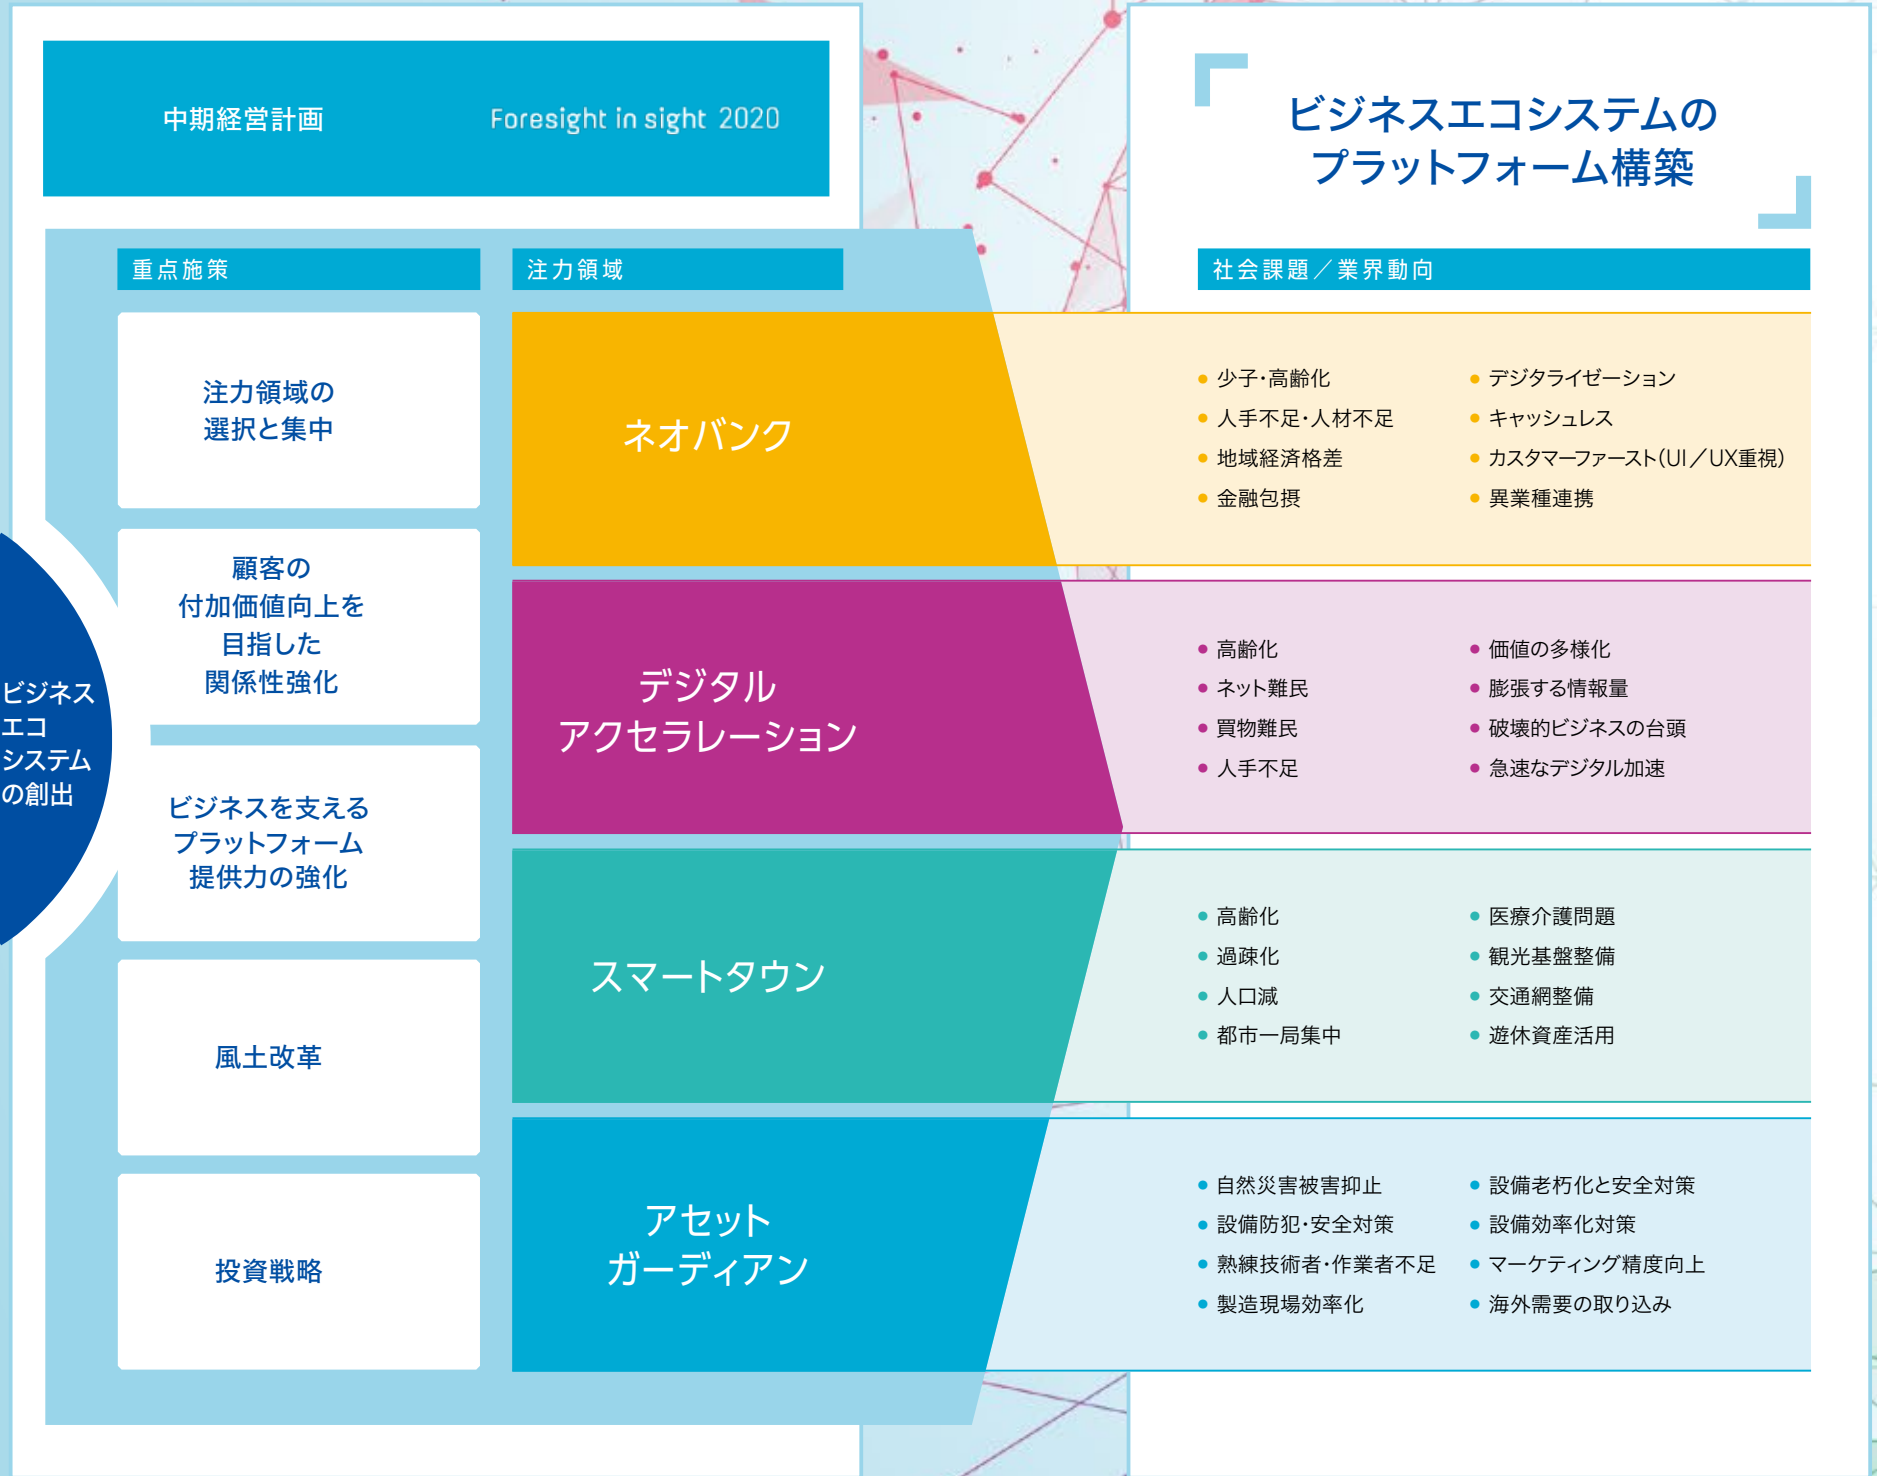 中期経営計画
Foresight in sight 2020
ビジネスエコシステムの
プラットフォーム構築
ビジネス
エコ
システム
の創出
重点施策
注力領域の
選択と集中
顧客の
付加価値向上を
目指した
関係性強化
ビジネスを支える
プラットフォーム
提供力の強化
風土改革
投資戦略
注力領域
社会課題／業界動向
ネオバンク
• 少子・高齢化
• 人手不足・人材不足
• 地域経済格差
• 金融包摂
• デジタライゼーション
• キャッシュレス
• カスタマーファースト(UI／UX重視)
• 異業種連携
デジタル
アクセラレーション
• 高齢化
• ネット難民
• 買物難民
• 人手不足
• 価値の多様化
• 膨張する情報量
• 破壊的ビジネスの台頭
• 急速なデジタル加速
スマートタウン
• 高齢化
• 過疎化
• 人口減
• 都市一局集中
• 医療介護問題
• 観光基盤整備
• 交通網整備
• 遊休資産活用
アセット
ガーディアン
• 自然災害被害抑止
• 設備防犯・安全対策
• 熟練技術者・作業者不足
• 製造現場効率化
• 設備老朽化と安全対策
• 設備効率化対策
• マーケティング精度向上
• 海外需要の取り込み